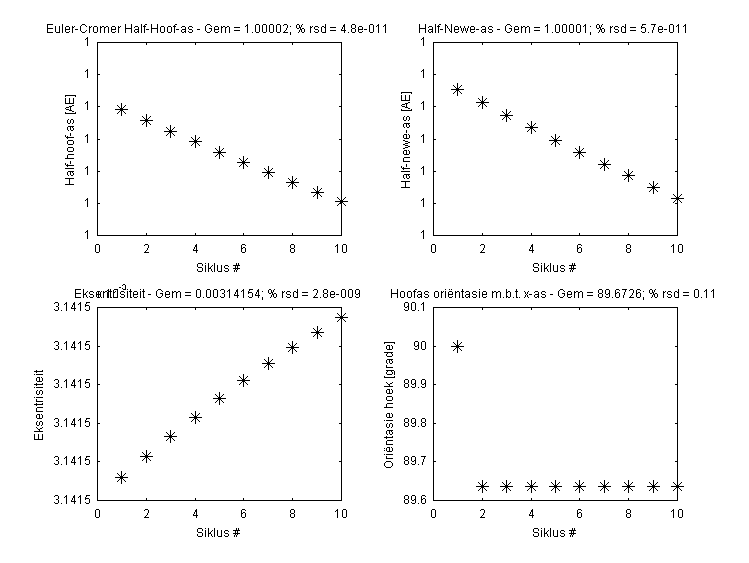 Euler-Cromer Half-Hoof-as - Gem = 1.00002; % rsd = 4.8e-011
1
1
1
1
1
1
1
Half-hoof-as [AE]
0 2 4 6 8 10
Siklus #
Half-Newe-as - Gem = 1.00001; % rsd = 5.7e-011
1
1
1
1
1
1
1
Half-newe-as [AE]
0 2 4 6 8 10
Siklus #
Eksentrisiteit - Gem = 0.00314154; % rsd = 2.8e-009
3.1415
3.1415
3.1415
3.1415
3.1415
3.1415
Eksentrisiteit
0 2 4 6 8 10
Siklus #
Hoofas oriëntasie m.b.t. x-as - Gem = 89.6726; % rsd = 0.11
90.1
90
89.9
89.8
89.7
89.6
Oriëntasie hoek [grade]
0 2 4 6 8 10
Siklus #